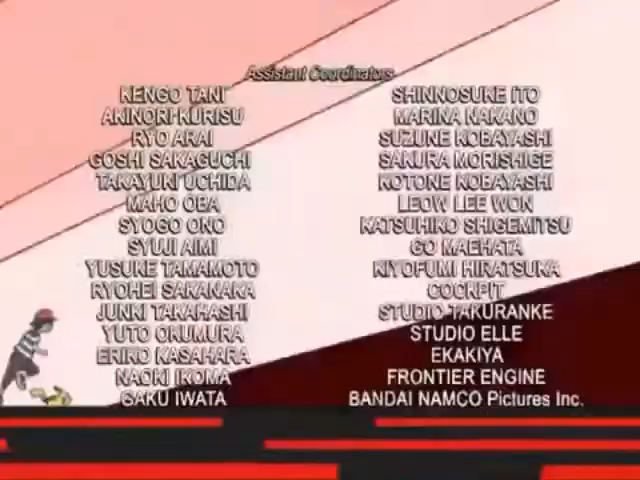 Assistant Coordinators
KENGO TANI
AKINORI KURISU
RYO ARAI
GOSHI SAKAGUCHI
TAKAYUKI UCHIDA
MAHO OBA
SYOGO ONO
SYUJI AIMI
YUSUKE TAMAMOTO
RYOHEI SAKANAKA
JUNKI TAKAHASHI
YUTO OKUMURA
ERIKO KASAHARA
NAOKI IKOMA
GAKU IWATA
SHINNOSUKE ITO
MARINA NAKANO
SUZUNE KOBAYASHI
SAKURA MORISHIGE
KOTONE KOBAYASHI
LEOW LEE WON
KATSUHIKO SHIGEMITSU
GO MAEHATA
KIYOFUMI HIRATSUKA
COCKPIT
STUDIO TAKURANKE
STUDIO ELLE
EKAKIYA
FRONTIER ENGINE
BANDAI NAMCO Pictures Inc.